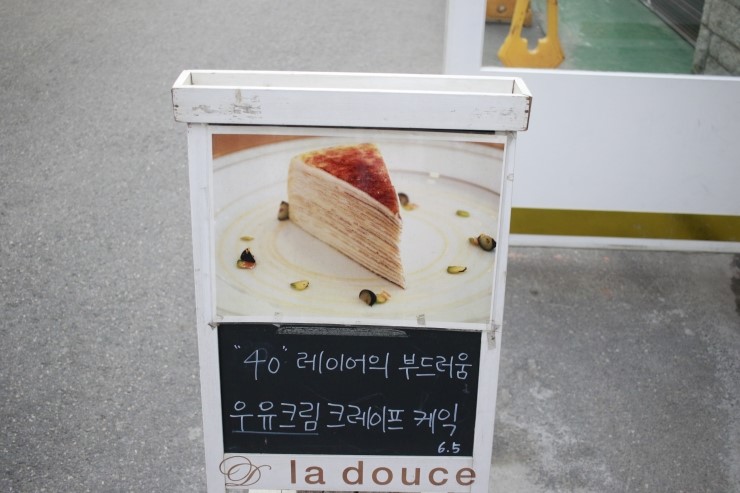 "40" 레이어의 부드러움
우유크림 크레이프 케익
6.5
la douce